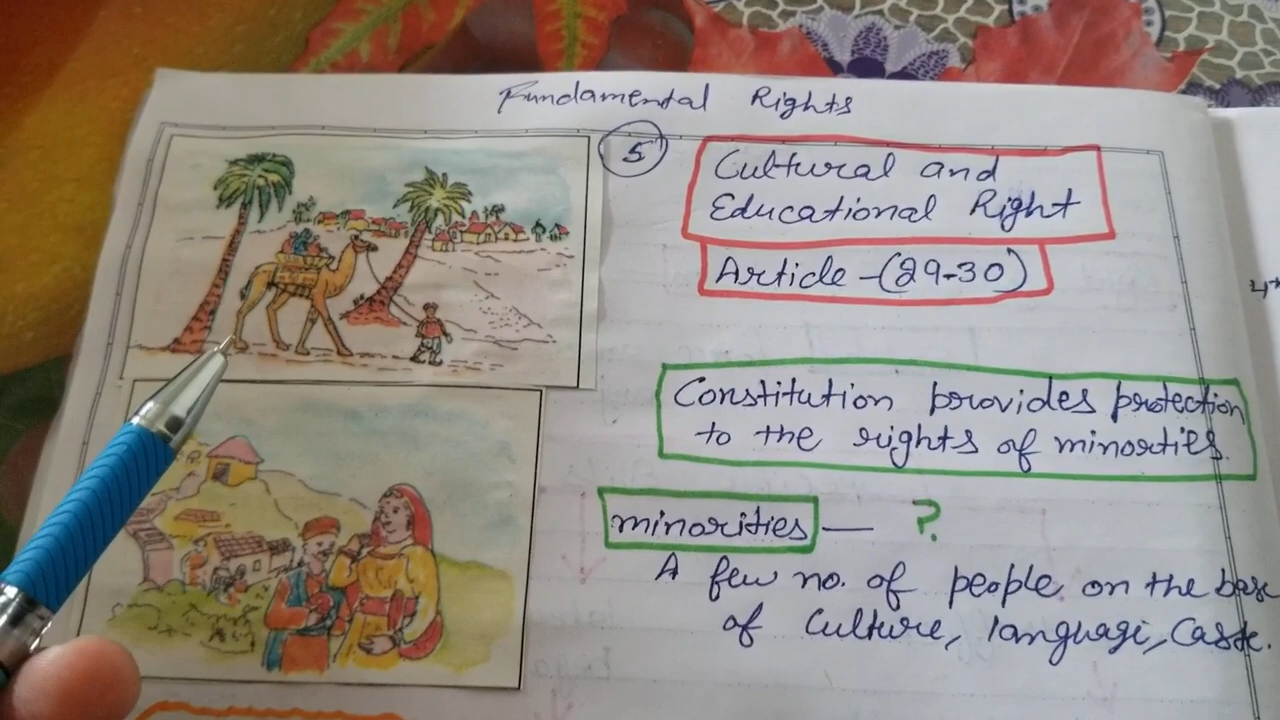 Fundamental Rights
5
Cultural and
Educational Right
Article - (29-30)
Constitution provides protection
to the rights of minorties.
minorities — ?
A few no. of people on the base
of Culture, language, Caste.